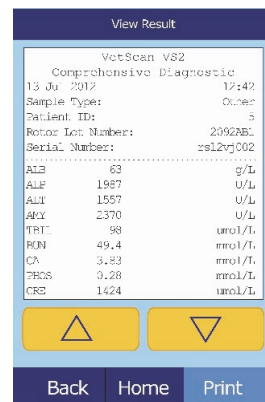 View Result
VetScan VS2
Comprehensive Diagnostic
13 Jul 2012 12:42
Sample Type: Other
Patient ID: 5
Rotor Lot Number: 2092AB1
Serial Number: rs12vj002
ALB 63 g/L
ALP 1987 U/L
ALT 1557 U/L
AMY 2370 U/L
TBIL 98 umol/L
BUN 49.4 mmol/L
CA 3.83 mmol/L
PHOS 0.28 mmol/L
CRE 1424 umol/L
Back Home Print